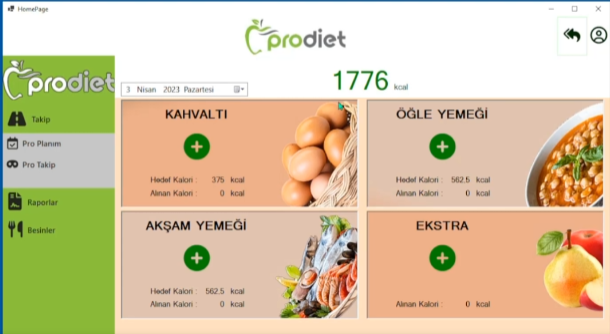 HomePage
prodiet
prodiet
3 Nisan 2023 Pazartesi
1776 kcal
Takip
Pro Planım
Pro Takip
Raporlar
Besinler
KAHVALTI
Hedef Kalori : 375 kcal
Alınan Kalori : 0 kcal
ÖĞLE YEMEĞİ
Hedef Kalori : 562.5 kcal
Alınan Kalori : 0 kcal
AKŞAM YEMEĞİ
Hedef Kalori : 562.5 kcal
Alınan Kalori : 0 kcal
EKSTRA
Alınan Kalori : 0 kcal